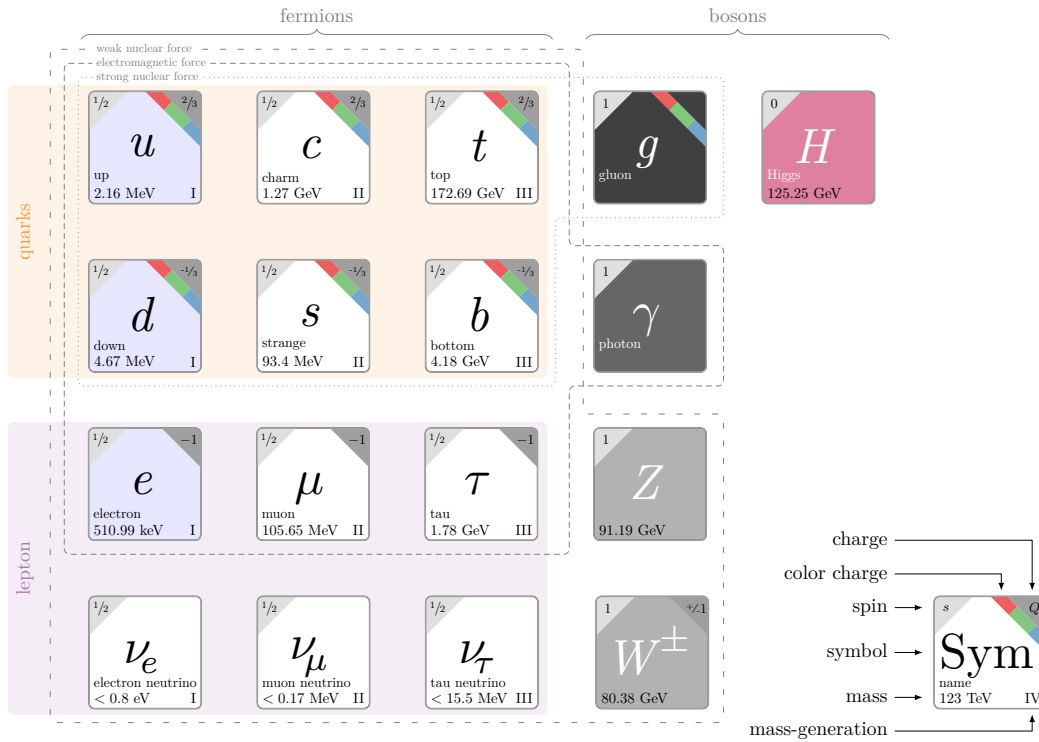 fermions
bosons
weak nuclear force
electromagnetic force
strong nuclear force
quarks
1/2 2/3
u
up
2.16 MeV I
1/2 2/3
c
charm
1.27 GeV II
1/2 2/3
t
top
172.69 GeV III
1
g
gluon
0
H
Higgs
125.25 GeV
1/2 -1/3
d
down
4.67 MeV I
1/2 -1/3
s
strange
93.4 MeV II
1/2 -1/3
b
bottom
4.18 GeV III
1
γ
photon
lepton
1/2 −1
e
electron
510.99 keV I
1/2 −1
μ
muon
105.65 MeV II
1/2 −1
τ
tau
1.78 GeV III
1
Z
91.19 GeV
1/2
νe
electron neutrino
< 0.8 eV I
1/2
νμ
muon neutrino
< 0.17 MeV II
1/2
ντ
tau neutrino
< 15.5 MeV III
1 +/-1
W±
80.38 GeV
charge
color charge
spin
symbol
mass
mass-generation
s Q
Sym
name
123 TeV IV